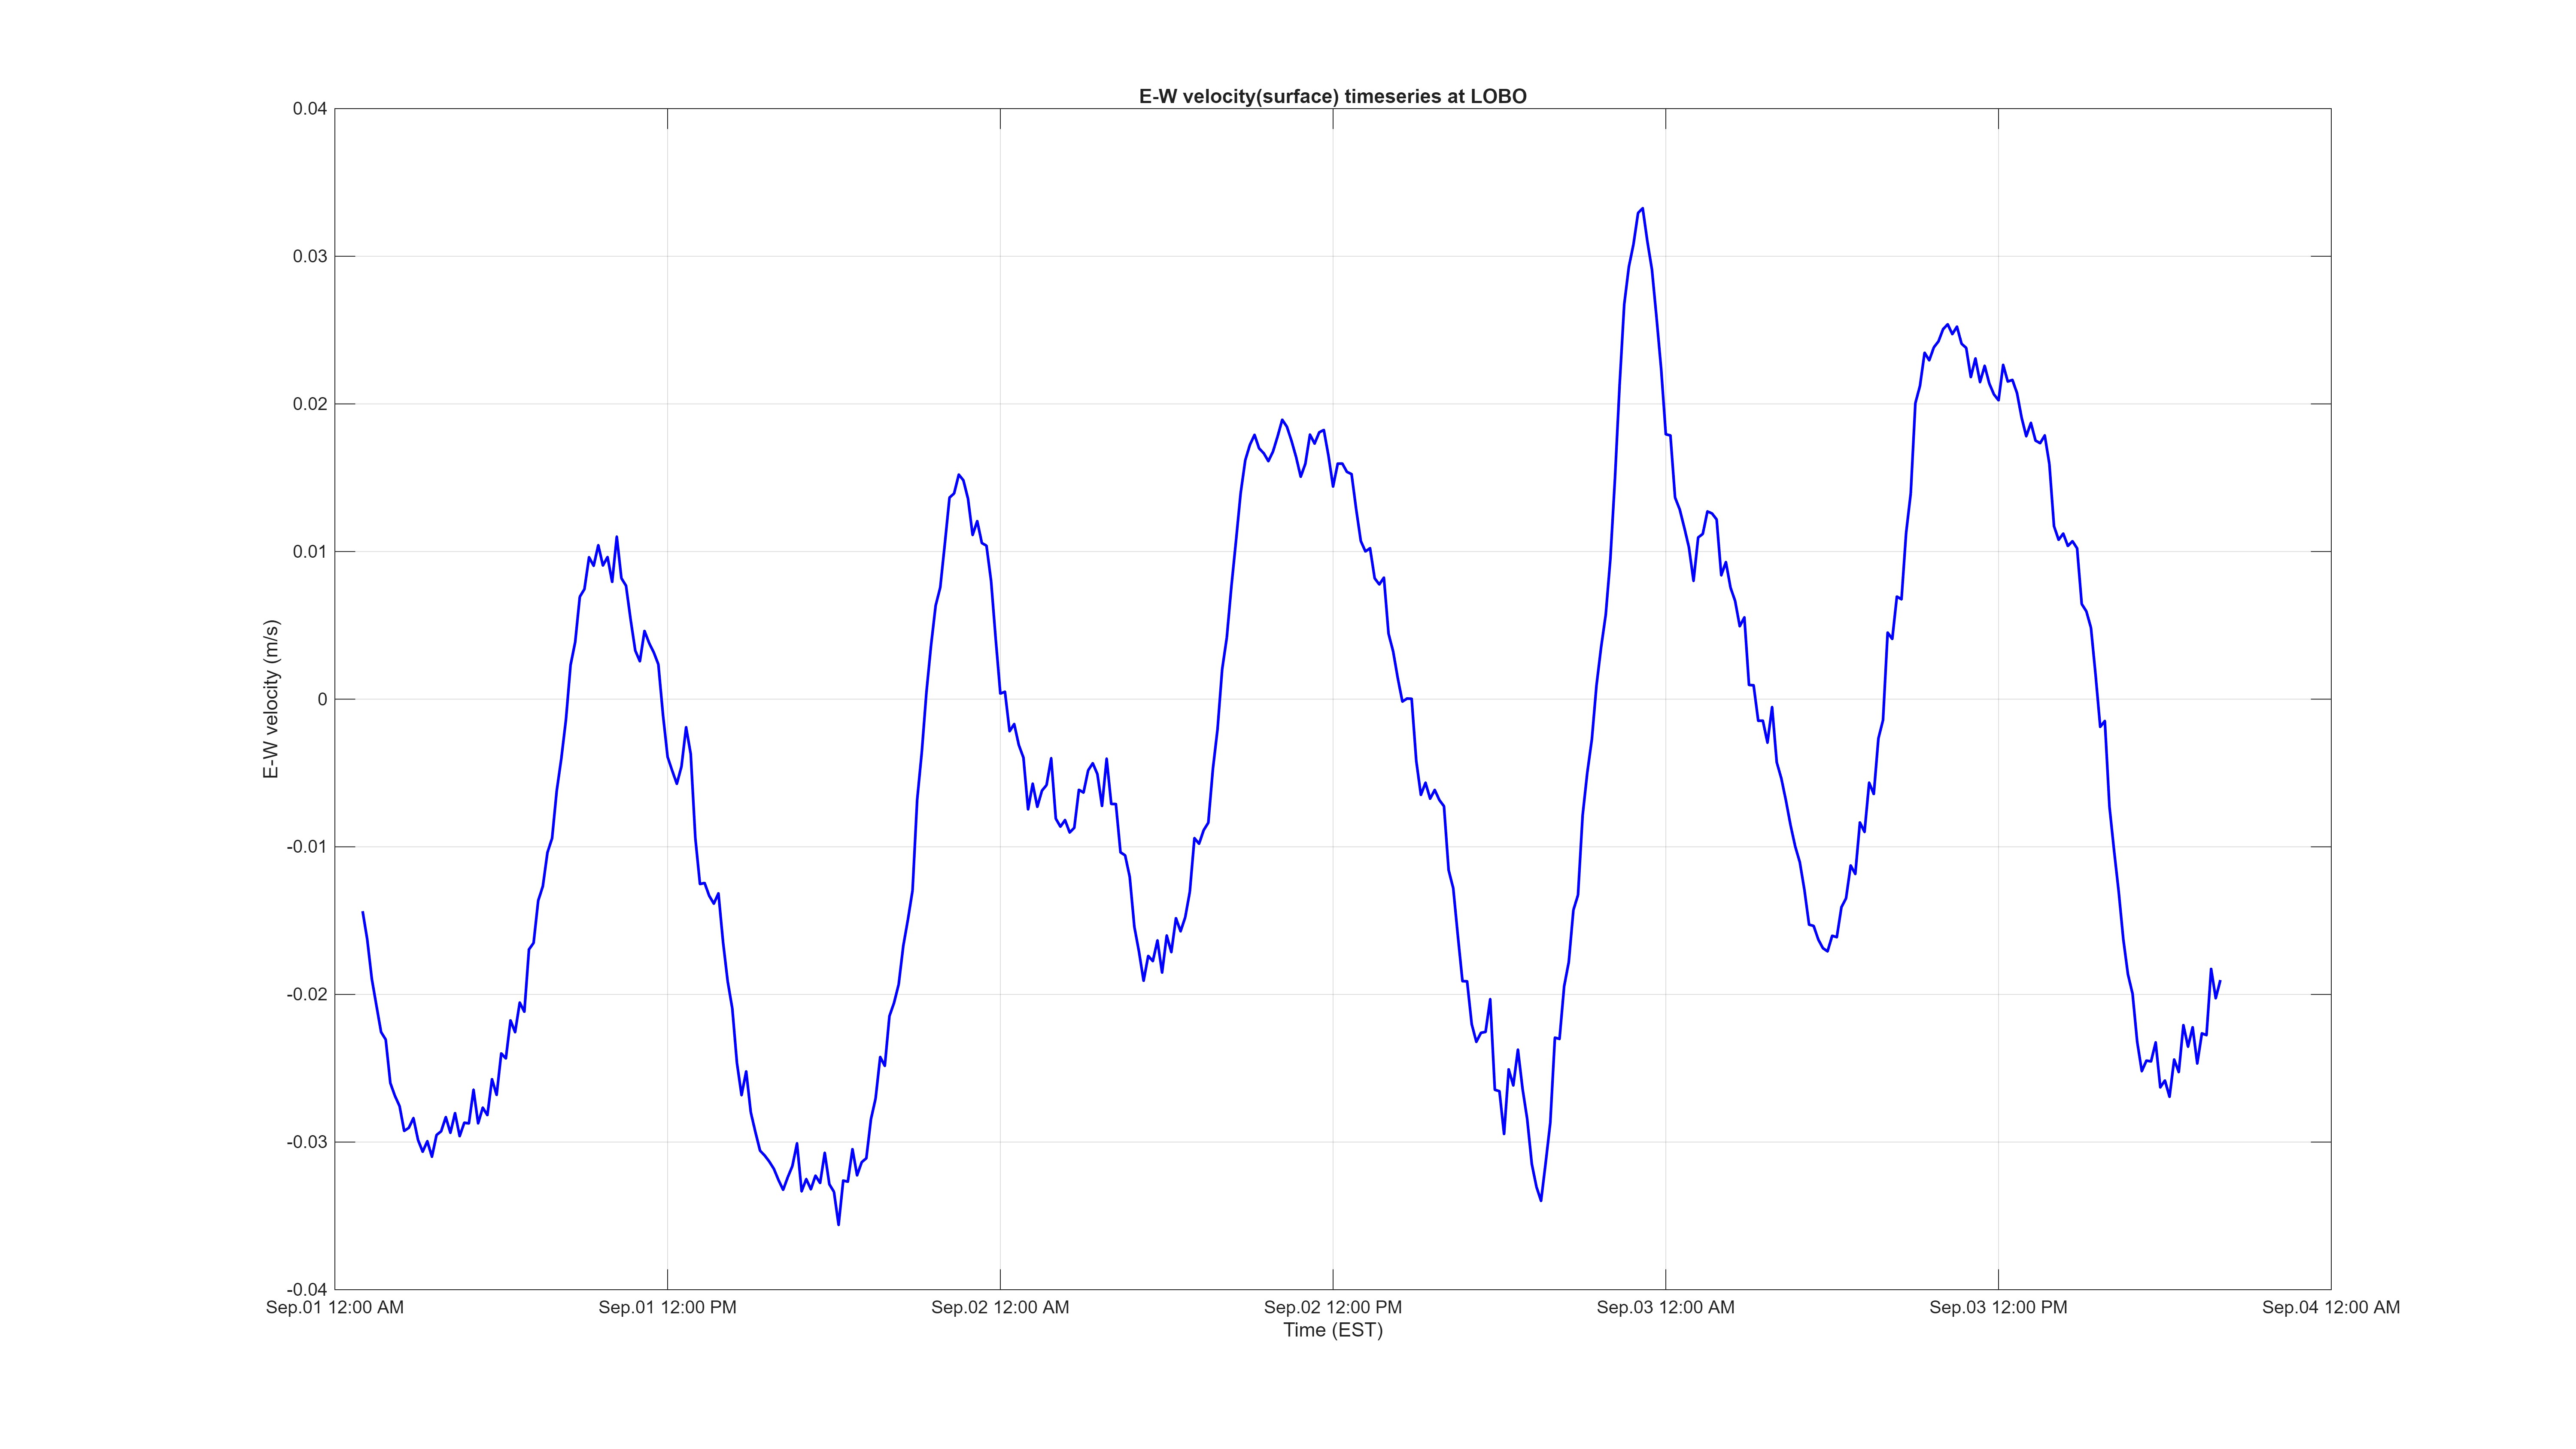 E-W velocity(surface) timeseries at LOBO
0.04
0.03
0.02
0.01
0
-0.01
-0.02
-0.03
-0.04
E-W velocity (m/s)
Sep.01 12:00 AM Sep.01 12:00 PM Sep.02 12:00 AM Sep.02 12:00 PM Sep.03 12:00 AM Sep.03 12:00 PM Sep.04 12:00 AM
Time (EST)